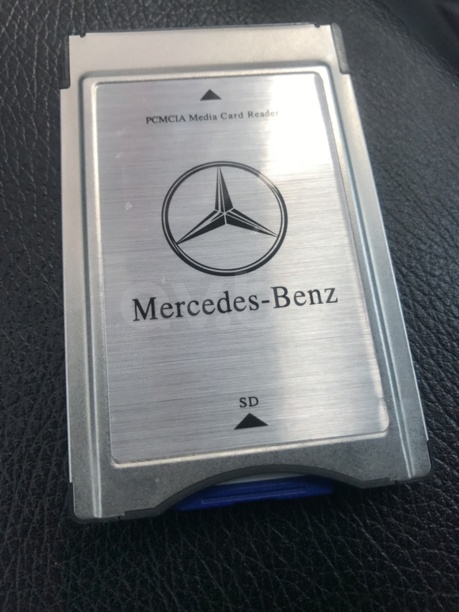 PCMCIA Media Card Reader
Mercedes-Benz
SD